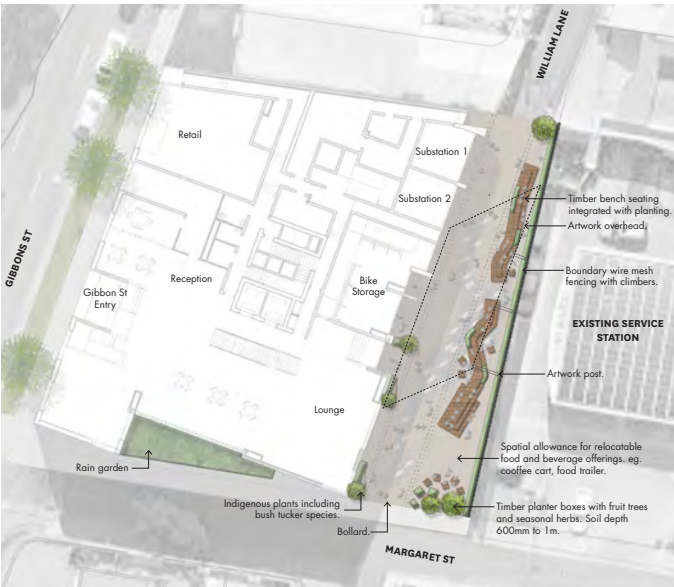 WILLIAM LANE
Retail
Substation 1
Substation 2
Timber bench seating
integrated with planting.
Artwork overhead.
GIBBONS ST
Reception
Bike
Storage
Boundary wire mesh
fencing with climbers.
Gibbon St
Entry
EXISTING SERVICE
STATION
Artwork post.
Lounge
Spatial allowance for relocatable
food and beverage offerings. eg.
cooffee cart, food trailer.
Rain garden
Indigenous plants including
bush tucker species.
Timber planter boxes with fruit trees
and seasonal herbs. Soil depth
600mm to 1m.
Bollard.
MARGARET ST